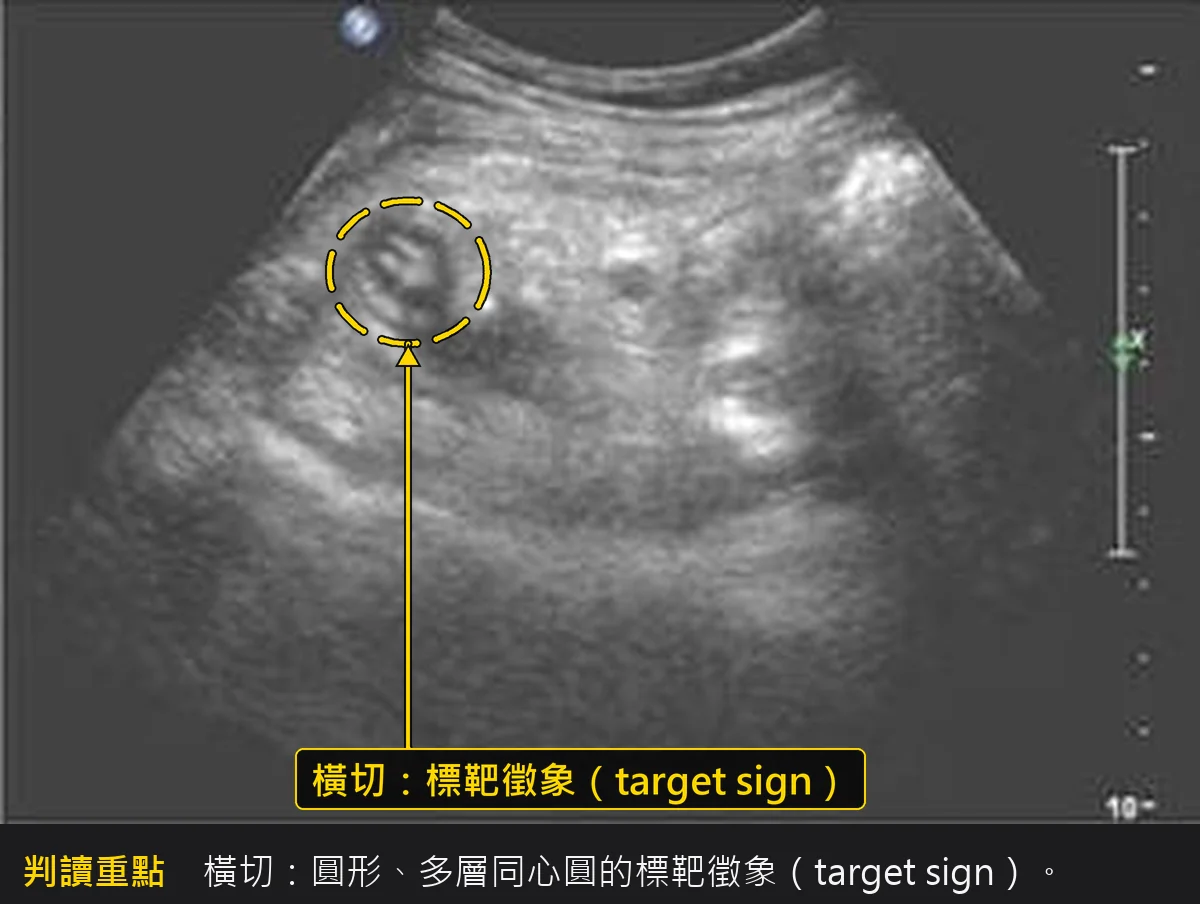 x
10
橫切：標靶徵象（target sign）
判讀重點 橫切：圓形、多層同心圓的標靶徵象（target sign）。